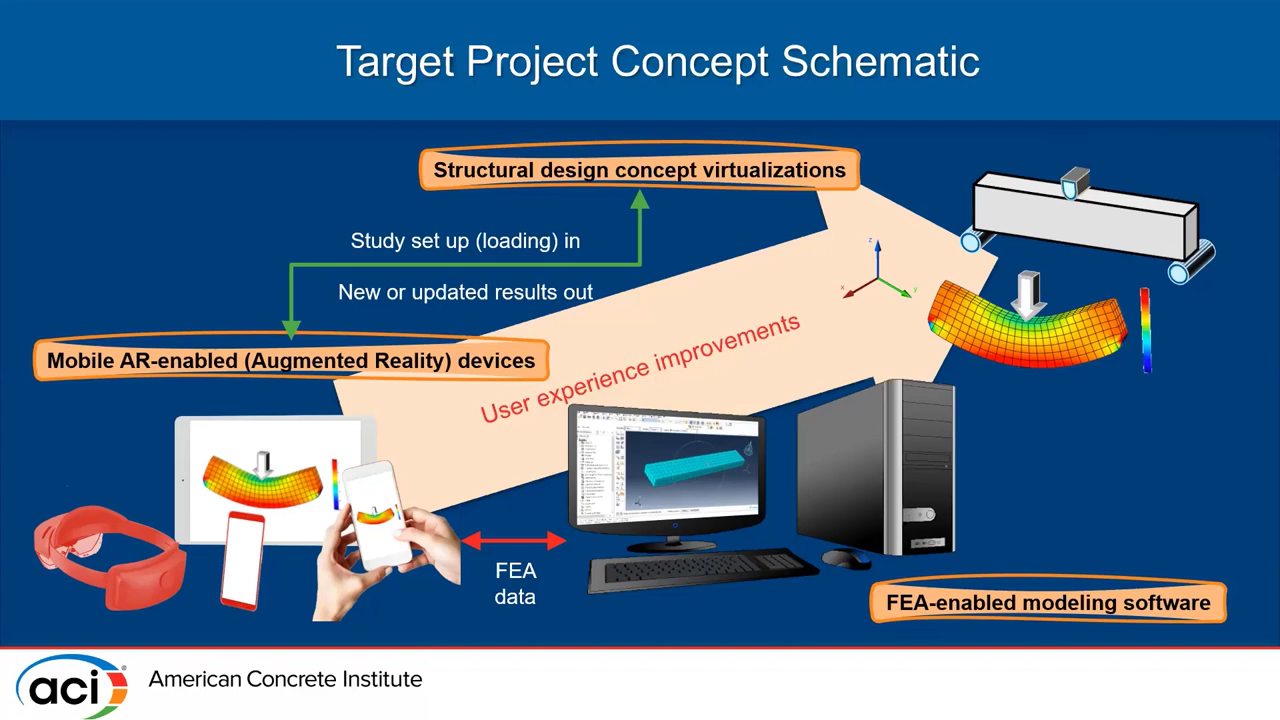 Target Project Concept Schematic
Structural design concept virtualizations
Study set up (loading) in
New or updated results out
Mobile AR-enabled (Augmented Reality) devices
User experience improvements
z
x
y
FEA
data
FEA-enabled modeling software
aci®
American Concrete Institute